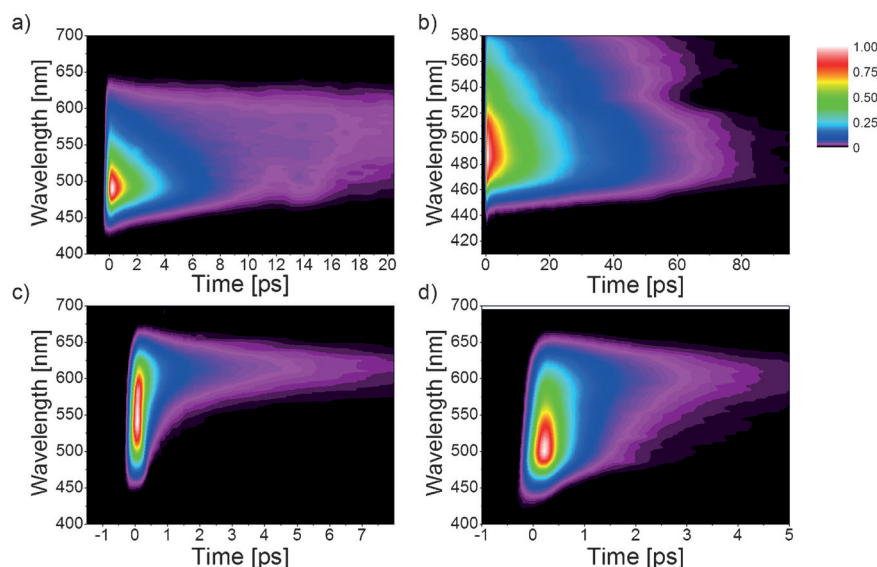 a)
Wavelength [nm]
700
650
600
550
500
450
400
0 2 4 6 8 10 12 14 16 18 20
Time [ps]
b)
Wavelength [nm]
580
560
540
520
500
480
460
440
420
0 20 40 60 80
Time [ps]
1.00
0.75
0.50
0.25
0
c)
Wavelength [nm]
700
650
600
550
500
450
400
-1 0 1 2 3 4 5 6 7
Time [ps]
d)
Wavelength [nm]
700
650
600
550
500
450
400
-1 0 1 2 3 4 5
Time [ps]